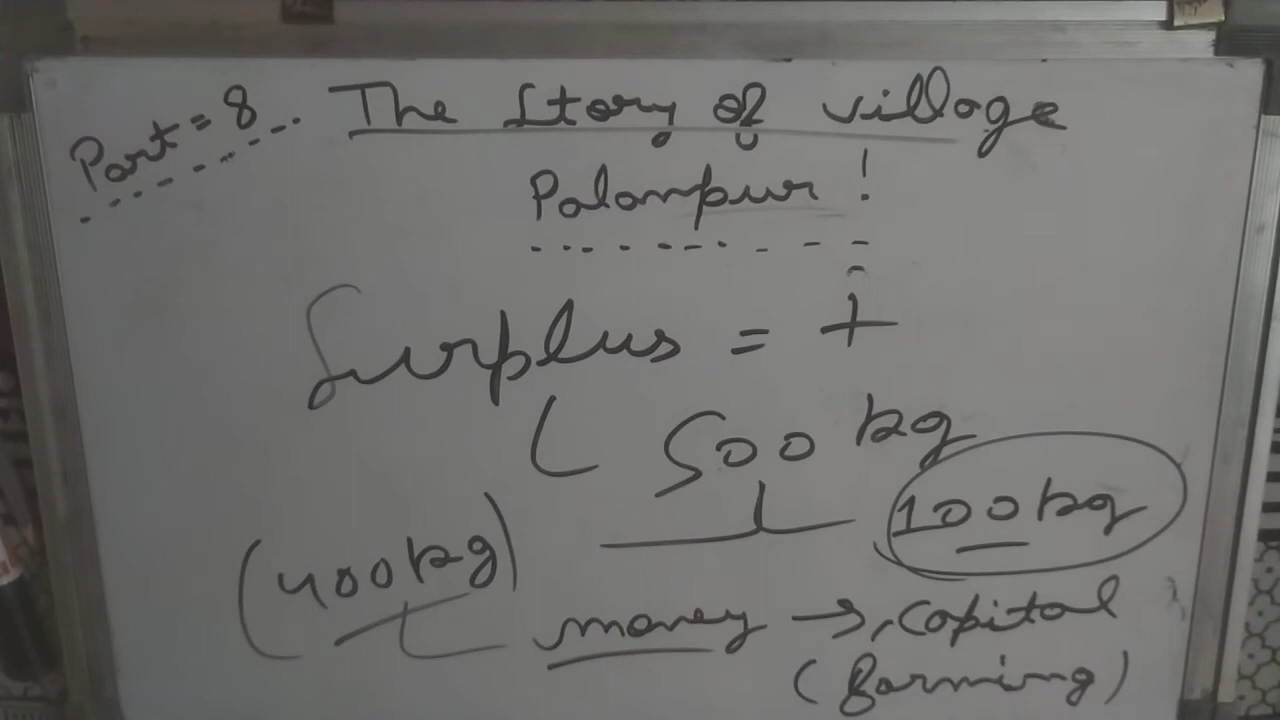 Part = 8 The Story of village
Palampur !
Surplus = +
( 500 kg
(400 kg) 100 kg
money → Capital
(farming)